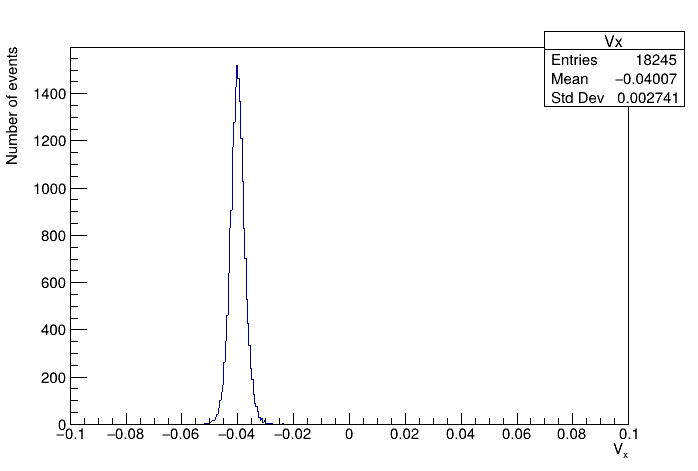 Vx
Entries 18245
Mean −0.04007
Std Dev 0.002741
Number of events
1400
1200
1000
800
600
400
200
0
−0.1 −0.08 −0.06 −0.04 −0.02 0 0.02 0.04 0.06 0.08 0.1
Vx